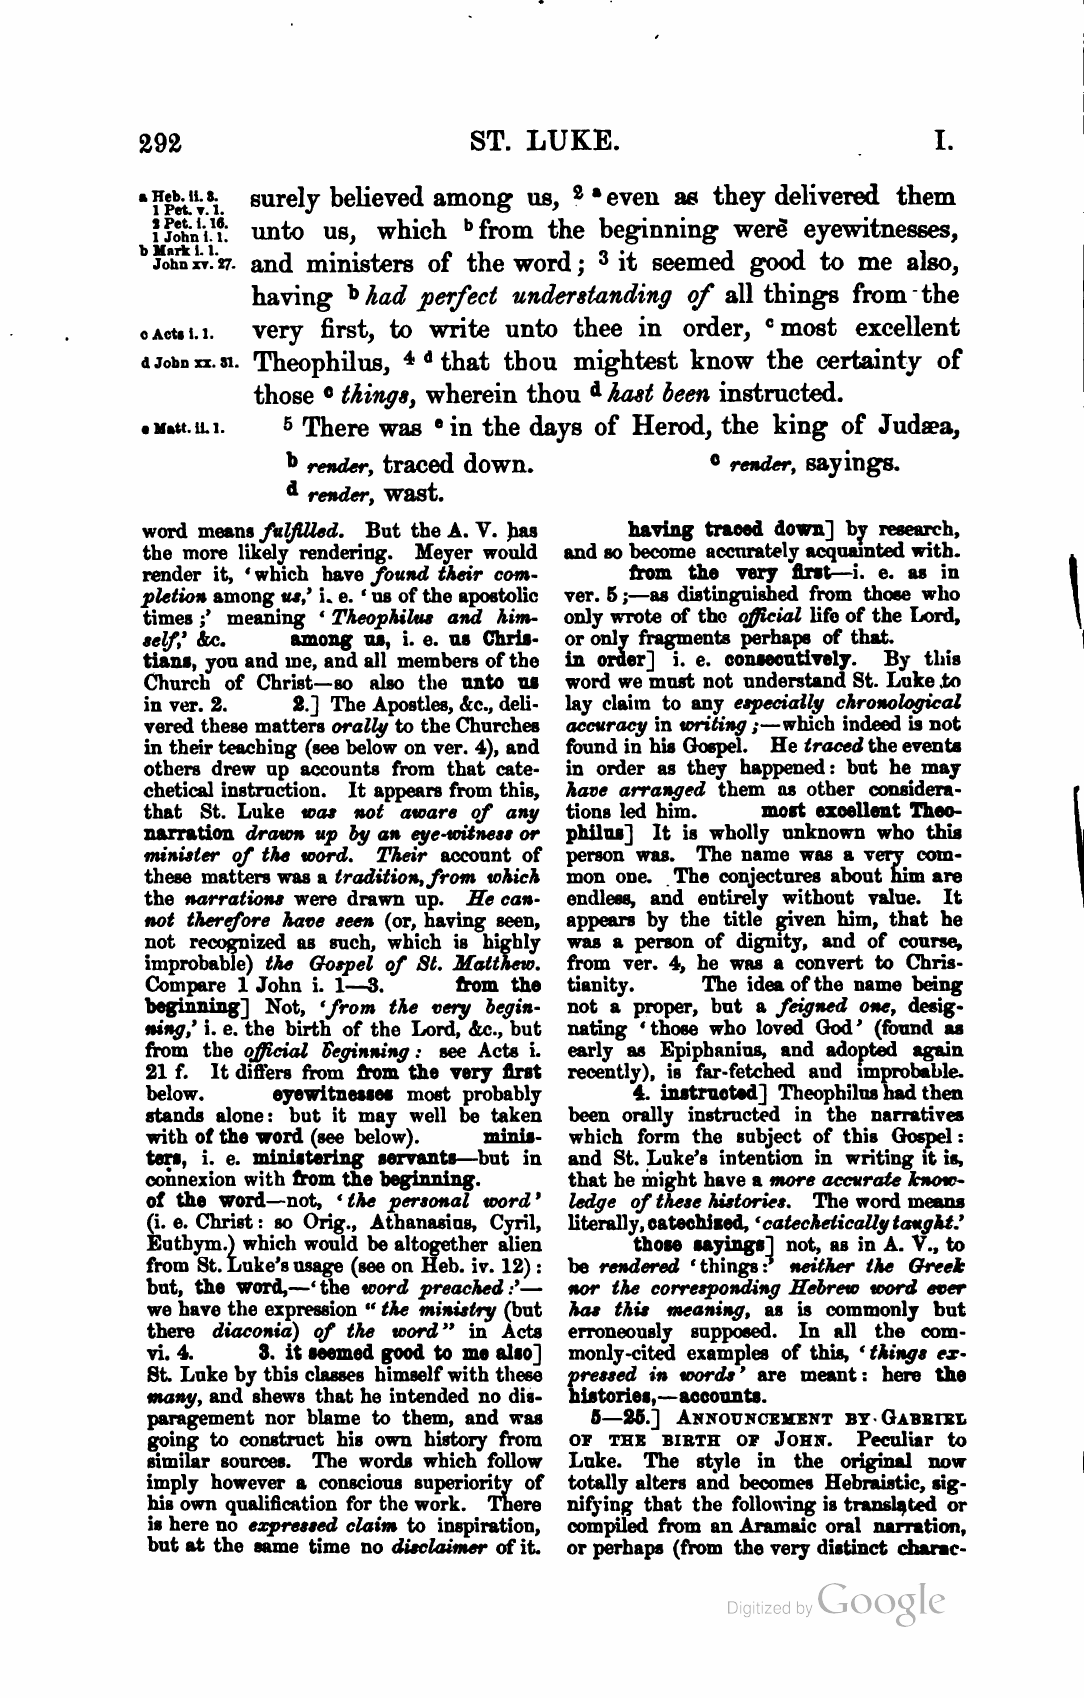 292 ST. LUKE. I.
a Heb. ii. 3.
1 Pet. v. 1.
2 Pet. i. 16.
1 John i. 1.
b Mark i. 1.
John xv. 27.
c Acts i. 1.
d John xx. 31.
e Matt. ii. 1.
surely believed among us, 2 a even as they delivered them
unto us, which b from the beginning were eyewitnesses,
and ministers of the word; 3 it seemed good to me also,
having b had perfect understanding of all things from the
very first, to write unto thee in order, c most excellent
Theophilus, 4 d that thou mightest know the certainty of
those c things, wherein thou d hast been instructed.
5 There was e in the days of Herod, the king of Judæa,
b render, traced down. c render, sayings.
d render, wast.
word means fulfilled. But the A. V. has
the more likely rendering. Meyer would
render it, ‘which have found their com-
pletion among us,’ i. e. ‘us of the apostolic
times;’ meaning ‘Theophilus and him-
self,’ &c. among us, i. e. us Chris-
tians, you and me, and all members of the
Church of Christ—so also the unto us
in ver. 2. 2.] The Apostles, &c., deli-
vered these matters orally to the Churches
in their teaching (see below on ver. 4), and
others drew up accounts from that cate-
chetical instruction. It appears from this,
that St. Luke was not aware of any
narration drawn up by an eye-witness or
minister of the word. Their account of
these matters was a tradition, from which
the narrations were drawn up. He can-
not therefore have seen (or, having seen,
not recognized as such, which is highly
improbable) the Gospel of St. Matthew.
Compare 1 John i. 1—3. from the
beginning] Not, ‘from the very begin-
ning,’ i. e. the birth of the Lord, &c., but
from the official beginning: see Acts i.
21 f. It differs from from the very first
below. eyewitnesses most probably
stands alone: but it may well be taken
with of the word (see below). minis-
ters, i. e. ministering servants—but in
connexion with from the beginning.
of the word—not, ‘the personal word’
(i. e. Christ: so Orig., Athanasius, Cyril,
Euthym.) which would be altogether alien
from St. Luke's usage (see on Heb. iv. 12):
but, the word,—‘the word preached:’—
we have the expression “the ministry (but
there diaconia) of the word” in Acts
vi. 4. 3. it seemed good to me also]
St. Luke by this classes himself with these
many, and shews that he intended no dis-
paragement nor blame to them, and was
going to construct his own history from
similar sources. The words which follow
imply however a conscious superiority of
his own qualification for the work. There
is here no expressed claim to inspiration,
but at the same time no disclaimer of it.
having traced down] by research,
and so become accurately acquainted with.
from the very first—i. e. as in
ver. 5;—as distinguished from those who
only wrote of the official life of the Lord,
or only fragments perhaps of that.
in order] i. e. consecutively. By this
word we must not understand St. Luke to
lay claim to any especially chronological
accuracy in writing;—which indeed is not
found in his Gospel. He traced the events
in order as they happened: but he may
have arranged them as other considera-
tions led him. most excellent Theo-
philus] It is wholly unknown who this
person was. The name was a very com-
mon one. The conjectures about him are
endless, and entirely without value. It
appears by the title given him, that he
was a person of dignity, and of course,
from ver. 4, he was a convert to Chris-
tianity. The idea of the name being
not a proper, but a feigned one, desig-
nating ‘those who loved God’ (found as
early as Epiphanius, and adopted again
recently), is far-fetched and improbable.
4. instructed] Theophilus had then
been orally instructed in the narratives
which form the subject of this Gospel:
and St. Luke's intention in writing it is,
that he might have a more accurate know-
ledge of these histories. The word means
literally, catechized, ‘catechetically taught.’
those sayings] not, as in A. V., to
be rendered ‘things:’ neither the Greek
nor the corresponding Hebrew word ever
has this meaning, as is commonly but
erroneously supposed. In all the com-
monly-cited examples of this, ‘things ex-
pressed in words’ are meant: here the
histories,—accounts.
5—25.] ANNOUNCEMENT BY GABRIEL
OF THE BIRTH OF JOHN. Peculiar to
Luke. The style in the original now
totally alters and becomes Hebraistic, sig-
nifying that the following is translated or
compiled from an Aramaic oral narration,
or perhaps (from the very distinct charac-
Digitized by Google